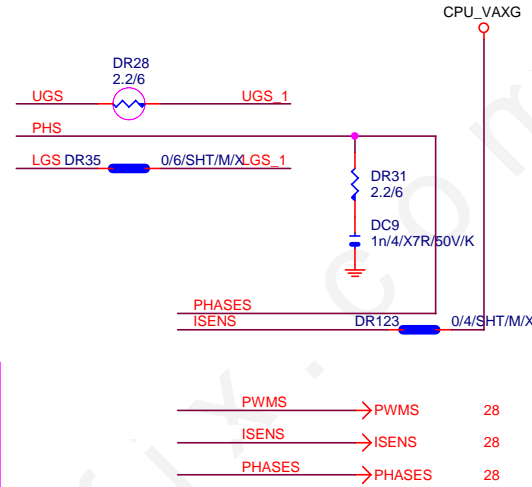 CPU_VAXG
DR28
2.2/6
UGS UGS_1
PHS
LGS DR35 0/6/SHT/M/X LGS_1
DR31
2.2/6
DC9
1n/4/X7R/50V/K
PHASES
ISENS DR123 0/4/SHT/M/X
PWMS PWMS 28
ISENS ISENS 28
PHASES PHASES 28